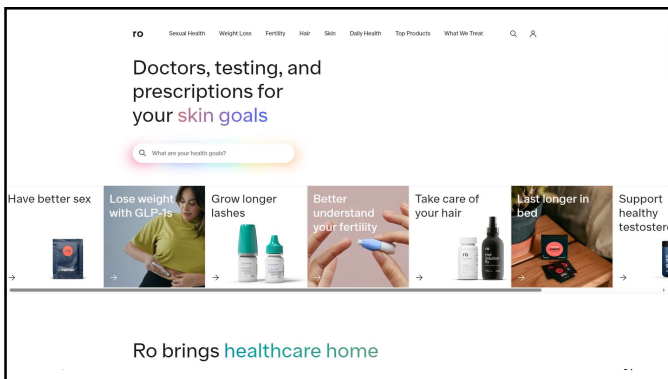 ro
Sexual Health Weight Loss Fertility Hair Skin Daily Health Top Products What We Treat
Doctors, testing, and
prescriptions for
your skin goals
What are your health goals?
Have better sex
Lose weight
with GLP-1s
Grow longer
lashes
Better
understand
your fertility
Take care of
your hair
ro
Last longer in
bed
Support
healthy
testoster
Ro brings healthcare home